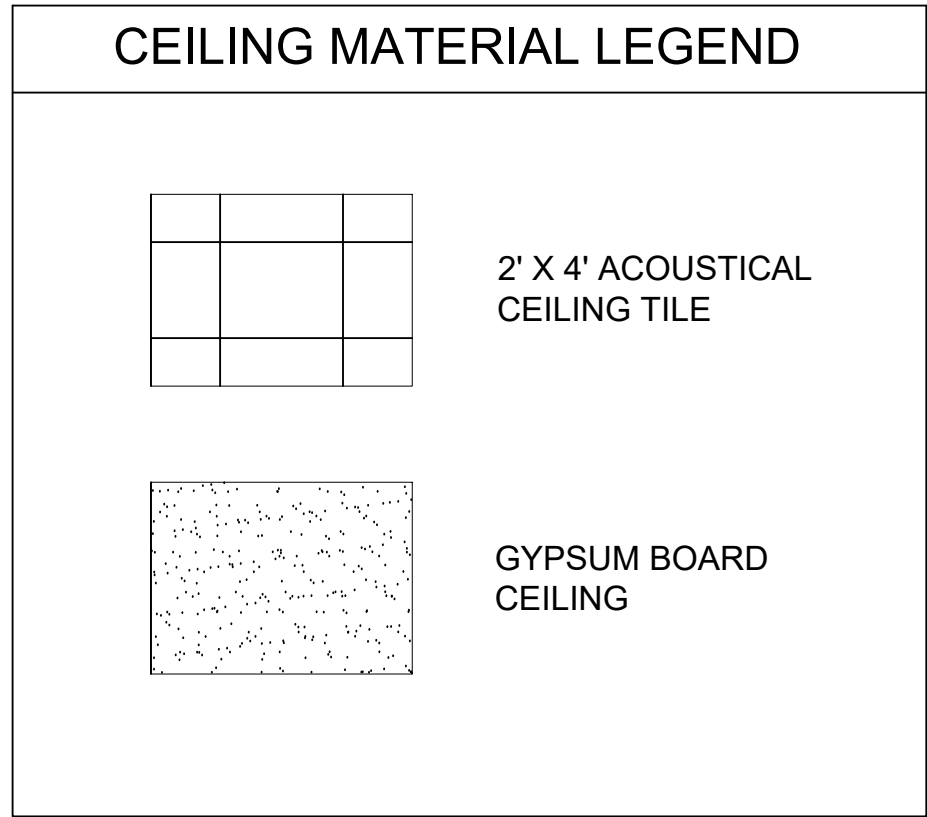 CEILING MATERIAL LEGEND
2' X 4' ACOUSTICAL
CEILING TILE
GYPSUM BOARD
CEILING